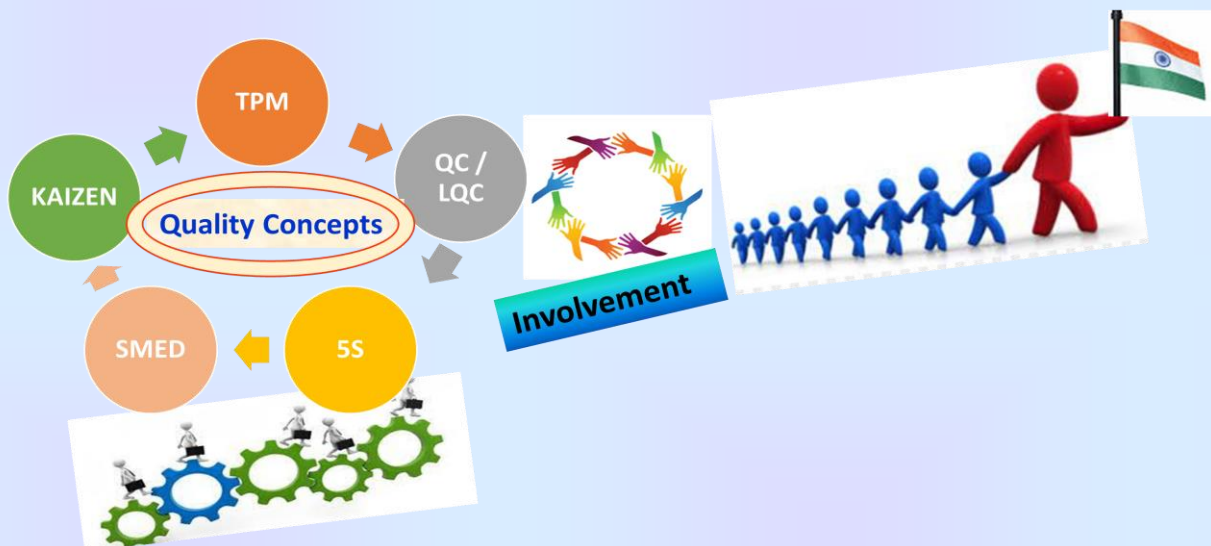 TPM
QC /
LQC
KAIZEN
Quality Concepts
Involvement
SMED
5S